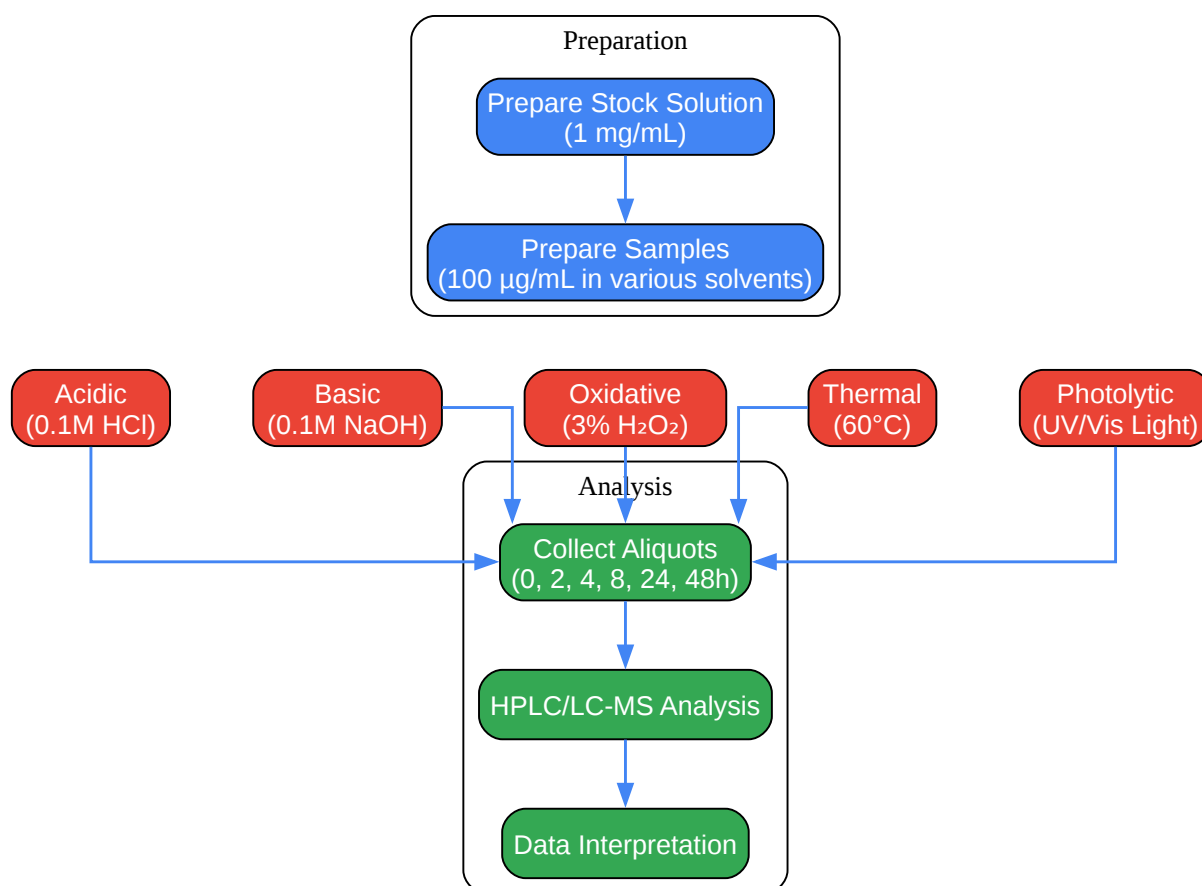 Preparation
Prepare Stock Solution
(1 mg/mL)
Prepare Samples
(100 µg/mL in various solvents)
Acidic
(0.1M HCl)
Basic
(0.1M NaOH)
Oxidative
(3% H₂O₂)
Thermal
(60°C)
Photolytic
(UV/Vis Light)
Analysis
Collect Aliquots
(0, 2, 4, 8, 24, 48h)
HPLC/LC-MS Analysis
Data Interpretation